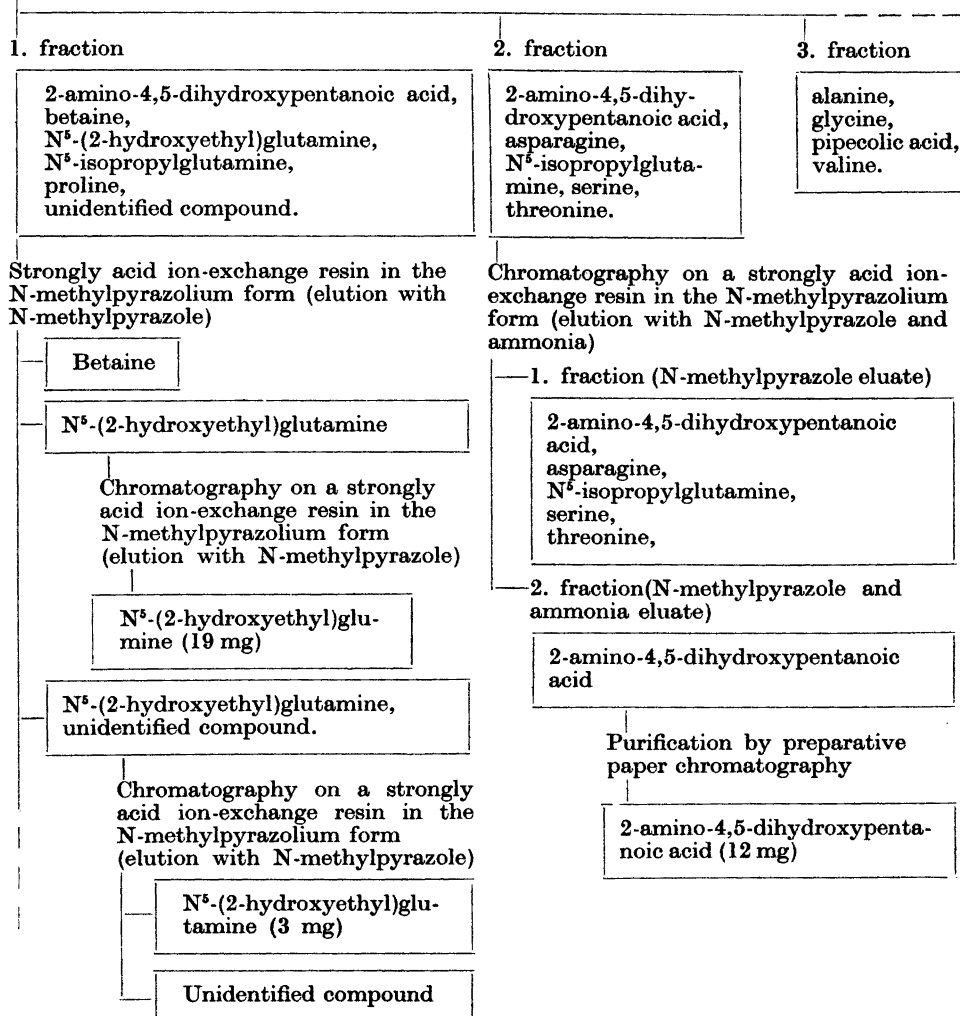 1. fraction
2-amino-4,5-dihydroxypentanoic acid,
betaine,
N⁵-(2-hydroxyethyl)glutamine,
N⁵-isopropylglutamine,
proline,
unidentified compound.
Strongly acid ion-exchange resin in the
N-methylpyrazolium form (elution with
N-methylpyrazole)
Betaine
N⁵-(2-hydroxyethyl)glutamine
Chromatography on a strongly
acid ion-exchange resin in the
N-methylpyrazolium form
(elution with N-methylpyrazole)
N⁵-(2-hydroxyethyl)glu-
mine (19 mg)
N⁵-(2-hydroxyethyl)glutamine,
unidentified compound.
Chromatography on a strongly
acid ion-exchange resin in the
N-methylpyrazolium form
(elution with N-methylpyrazole)
N⁵-(2-hydroxyethyl)glu-
tamine (3 mg)
Unidentified compound
2. fraction
2-amino-4,5-dihy-
droxypentanoic acid,
asparagine,
N⁵-isopropylgluta-
mine, serine,
threonine.
Chromatography on a strongly acid ion-
exchange resin in the N-methylpyrazolium
form (elution with N-methylpyrazole and
ammonia)
1. fraction (N-methylpyrazole eluate)
2-amino-4,5-dihydroxypentanoic
acid,
asparagine,
N⁵-isopropylglutamine,
serine,
threonine,
2. fraction(N-methylpyrazole and
ammonia eluate)
2-amino-4,5-dihydroxypentanoic
acid
Purification by preparative
paper chromatography
2-amino-4,5-dihydroxypenta-
noic acid (12 mg)
3. fraction
alanine,
glycine,
pipecolic acid,
valine.